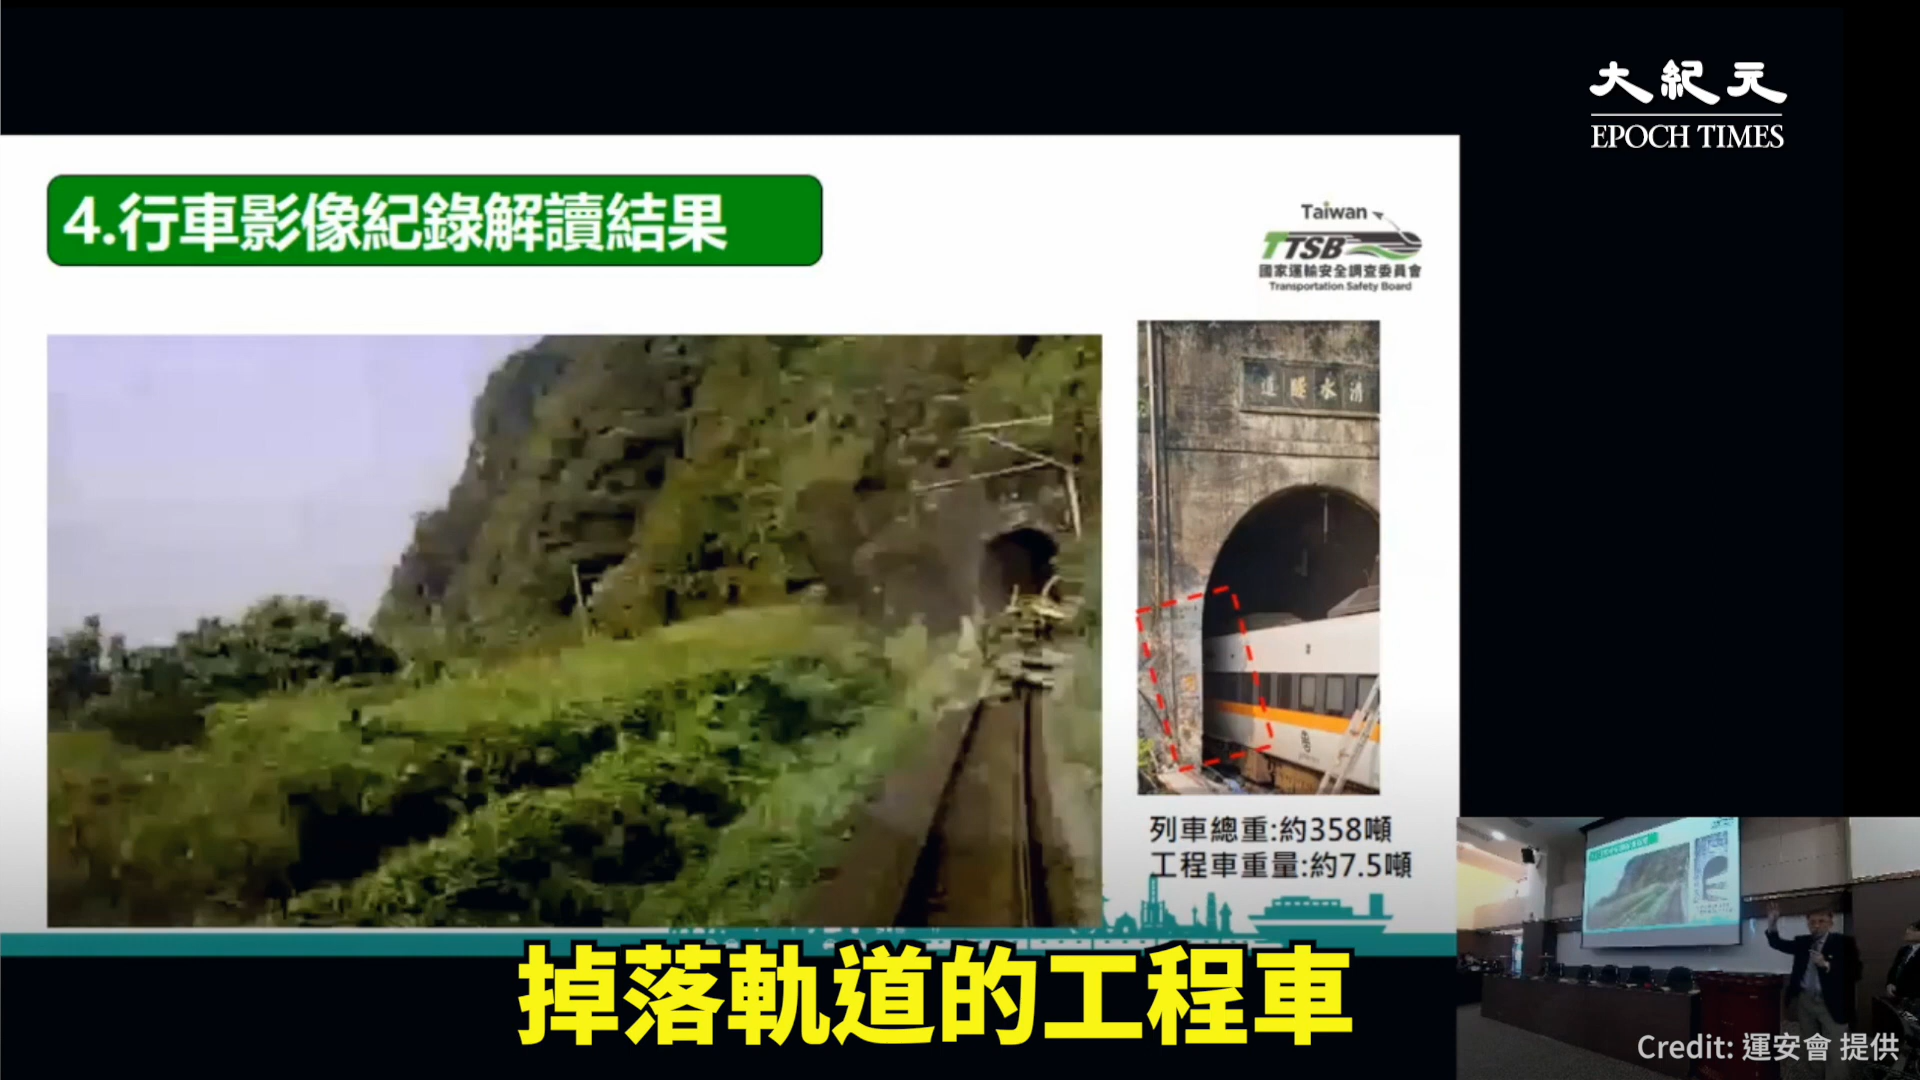 大紀元
EPOCH TIMES
4.行車影像紀錄解讀結果
Taiwan
TTSB
國家運輸安全調查委員會
Transportation Safety Board
道隧水清
列車總重:約358噸
工程車重量:約7.5噸
掉落軌道的工程車
Credit: 運安會 提供